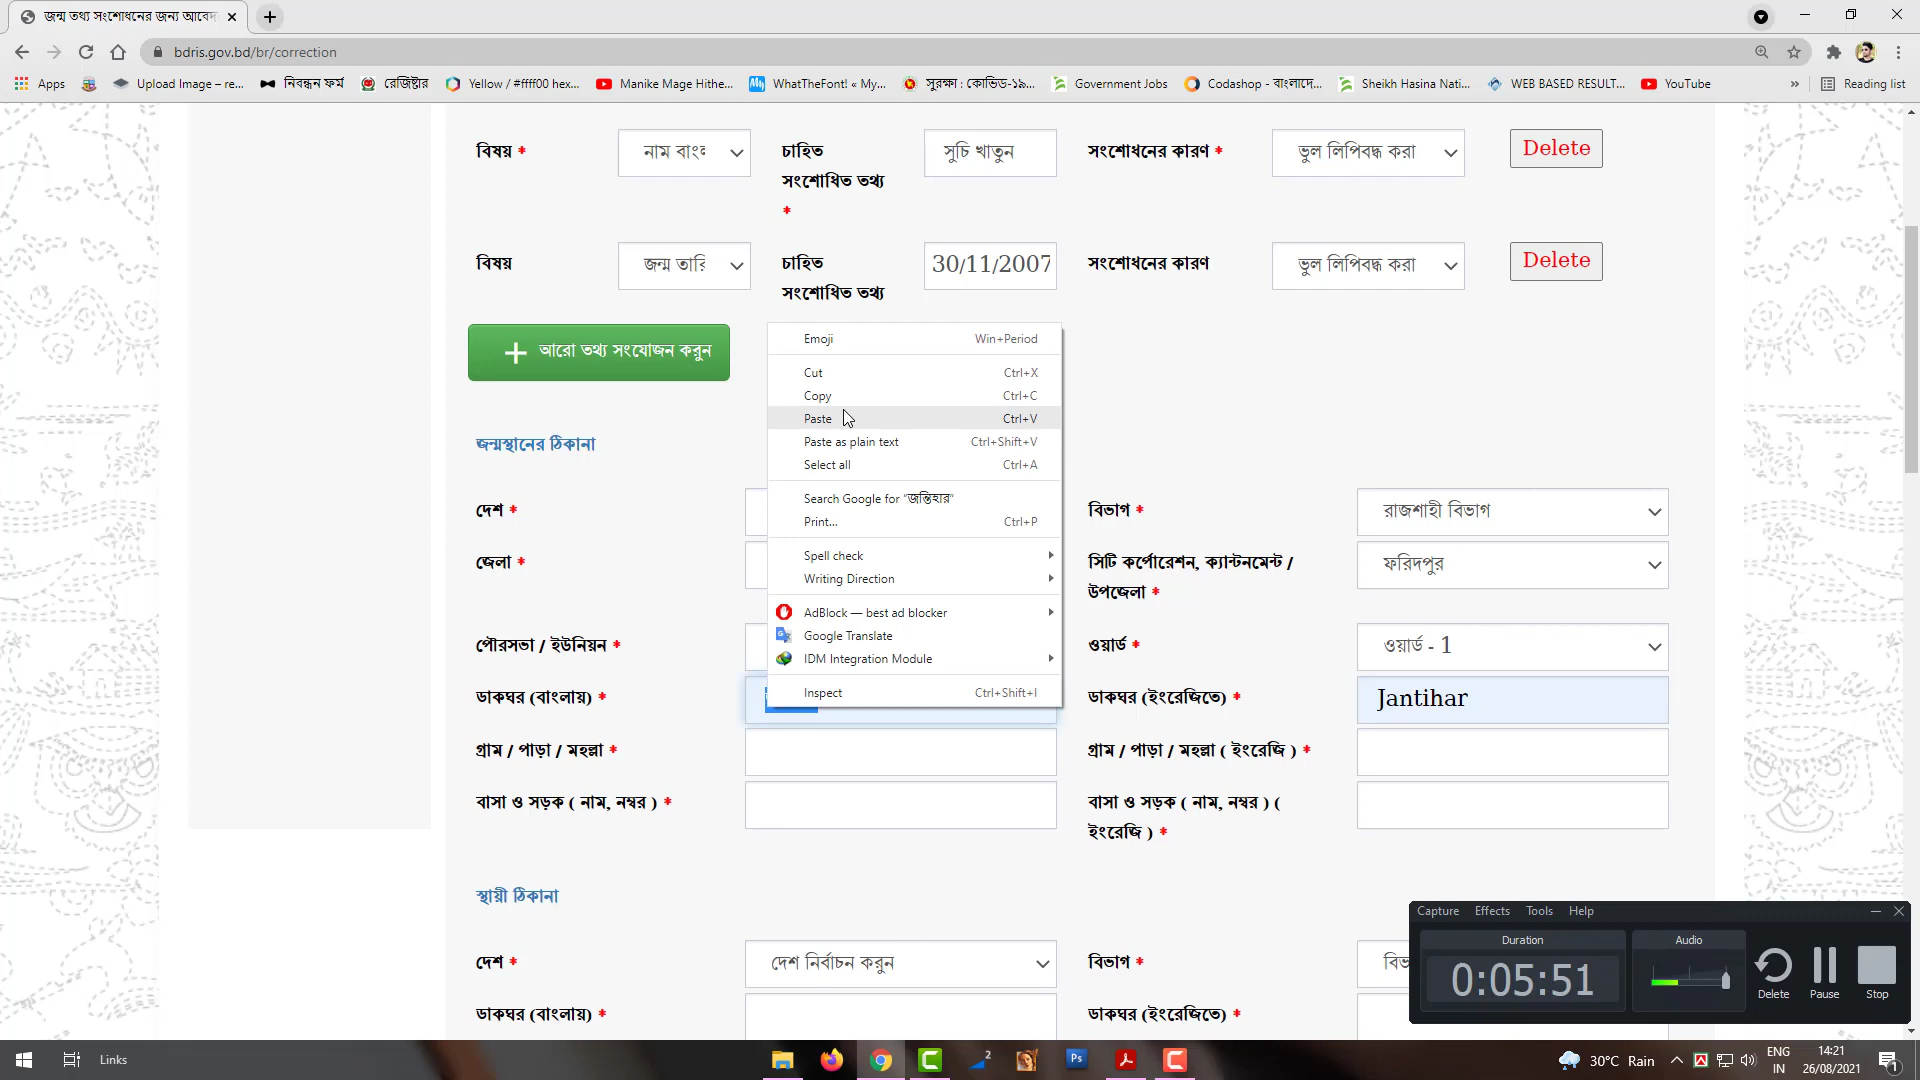 জন্ম তথ্য সংশোধনের জন্য আবেদ
bdris.gov.bd/br/correction
Apps
Upload Image – re...
নিবন্ধন ফর্ম
রেজিষ্টার
Yellow / #ffff00 hex...
Manike Mage Hithe...
WhatTheFont! « My...
সুরক্ষা : কোভিড-১৯...
Government Jobs
Codashop - বাংলাদে...
Sheikh Hasina Nati...
WEB BASED RESULT...
YouTube
»
Reading list
বিষয় * নাম বাংল চাহিত সংশোধিত তথ্য * সুচি খাতুন সংশোধনের কারণ * ভুল লিপিবদ্ধ করা Delete
বিষয় জন্ম তারি চাহিত সংশোধিত তথ্য 30/11/2007 সংশোধনের কারণ ভুল লিপিবদ্ধ করা Delete
+ আরো তথ্য সংযোজন করুন
Emoji Win+Period
Cut Ctrl+X
Copy Ctrl+C
Paste Ctrl+V
Paste as plain text Ctrl+Shift+V
Select all Ctrl+A
Search Google for "জন্তিহার"
Print... Ctrl+P
Spell check
Writing Direction
AdBlock — best ad blocker
Google Translate
IDM Integration Module
Inspect Ctrl+Shift+I
জন্মস্থানের ঠিকানা
দেশ * বিভাগ * রাজশাহী বিভাগ
জেলা * সিটি কর্পোরেশন, ক্যান্টনমেন্ট / উপজেলা * ফরিদপুর
পৌরসভা / ইউনিয়ন * ওয়ার্ড * ওয়ার্ড - 1
ডাকঘর (বাংলায়) * ডাকঘর (ইংরেজিতে) * Jantihar
গ্রাম / পাড়া / মহল্লা * গ্রাম / পাড়া / মহল্লা ( ইংরেজি ) *
বাসা ও সড়ক ( নাম, নম্বর ) * বাসা ও সড়ক ( নাম, নম্বর ) ( ইংরেজি ) *
স্থায়ী ঠিকানা
দেশ * দেশ নির্বাচন করুন বিভাগ *
ডাকঘর (বাংলায়) * ডাকঘর (ইংরেজিতে) *
Capture Effects Tools Help
Duration
0:05:51
Audio
Delete
Pause
Stop
Links
2
Ps
30°C Rain
ENG
IN
14:21
26/08/2021
1